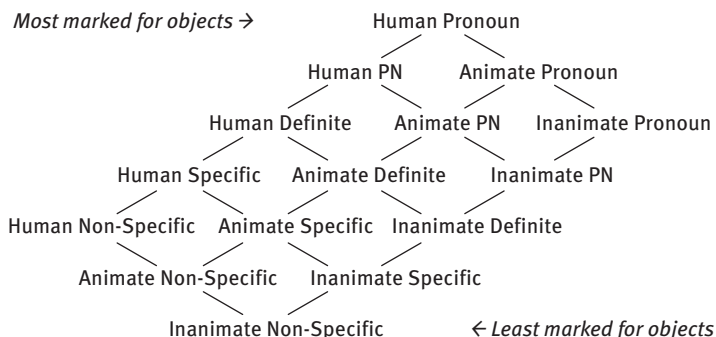 Most marked for objects → Human Pronoun
Human PN Animate Pronoun
Human Definite Animate PN Inanimate Pronoun
Human Specific Animate Definite Inanimate PN
Human Non-Specific Animate Specific Inanimate Definite
Animate Non-Specific Inanimate Specific
Inanimate Non-Specific ← Least marked for objects